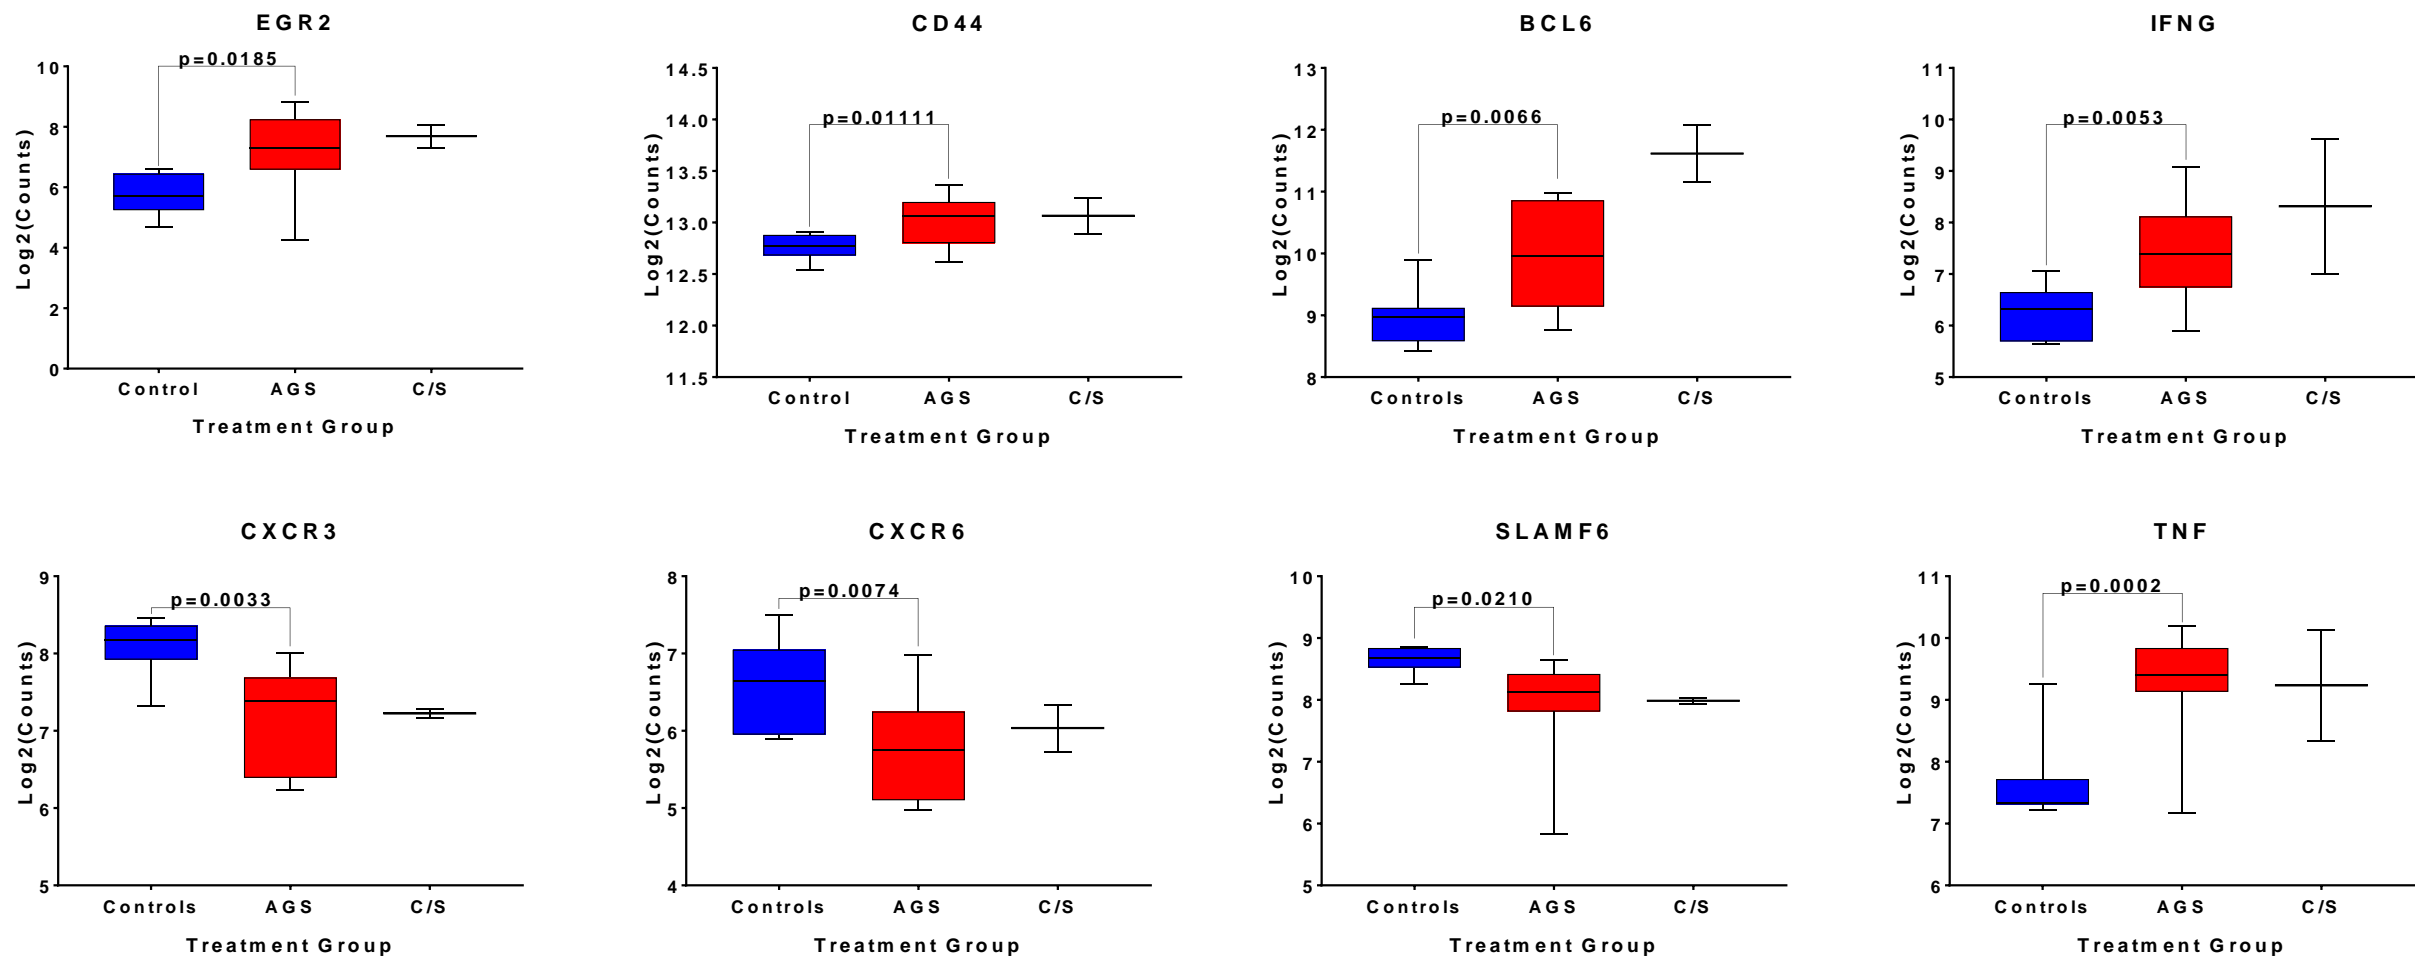 EGR2
p=0.0185
Log2(Counts)
10
8
6
4
2
0
Control AGS C/S
Treatment Group
CD44
p=0.01111
Log2(Counts)
14.5
14.0
13.5
13.0
12.5
12.0
11.5
Control AGS C/S
Treatment Group
BCL6
p=0.0066
Log2(Counts)
13
12
11
10
9
8
Controls AGS C/S
Treatment Group
IFNG
p=0.0053
Log2(Counts)
11
10
9
8
7
6
5
Controls AGS C/S
Treatment Group
CXCR3
p=0.0033
Log2(Counts)
9
8
7
6
5
Controls AGS C/S
Treatment Group
CXCR6
p=0.0074
Log2(Counts)
8
7
6
5
4
Controls AGS C/S
Treatment Group
SLAMF6
p=0.0210
Log2(Counts)
10
9
8
7
6
5
Controls AGS C/S
Treatment Group
TNF
p=0.0002
Log2(Counts)
11
10
9
8
7
6
Controls AGS C/S
Treatment Group